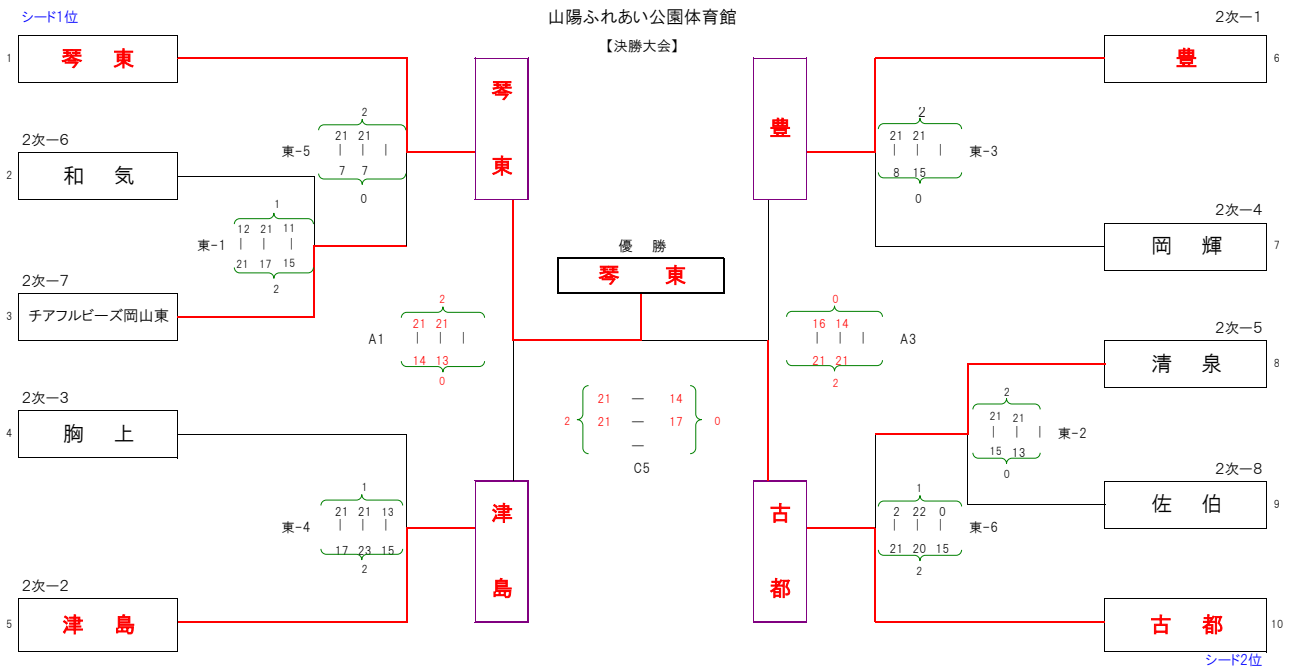 シード1位
山陽ふれあい公園体育館
【決勝大会】
1 琴 東
2次ー6
2 和 気
2次ー7
3 チアフルビーズ岡山東
2次ー3
4 胸 上
2次ー2
5 津 島
2
21 21
東-5 | | |
7 7
0
1
12 21 11
東-1 | | |
21 17 15
2
1
21 21 13
東-4 | | |
17 23 15
2
琴 東
津 島
2
21 21
A1 | | |
14 13
0
優 勝
琴 東
2 21 ー 14 0
21 ー 17
ー
C5
0
16 14
| | | A3
21 21
2
豊
古 都
2
21 21
| | | 東-3
8 15
0
2
21 21
| | | 東-2
15 13
0
1
2 22 0
| | | 東-6
21 20 15
2
2次ー1
豊 6
2次ー4
岡 輝 7
2次ー5
清 泉 8
2次ー8
佐 伯 9
古 都 10
シード2位